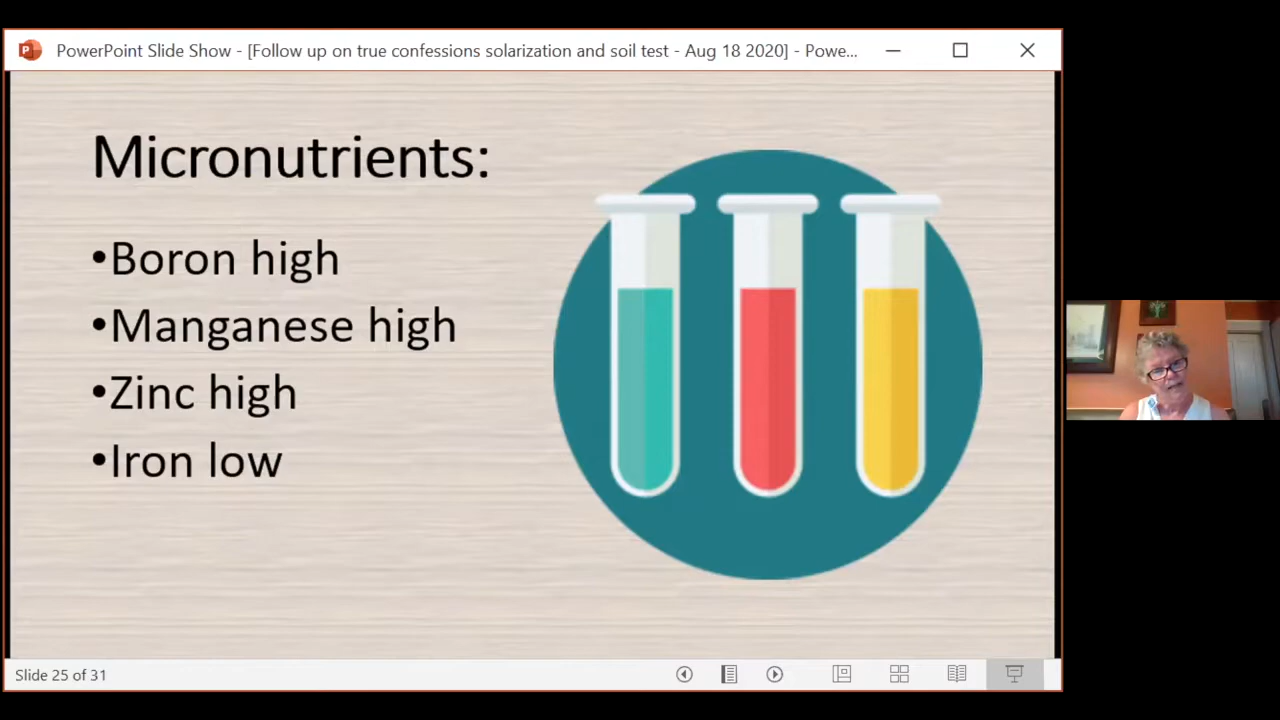 PowerPoint Slide Show - [Follow up on true confessions solarization and soil test - Aug 18 2020] - Powe...
Micronutrients:
•Boron high
•Manganese high
•Zinc high
•Iron low
Slide 25 of 31